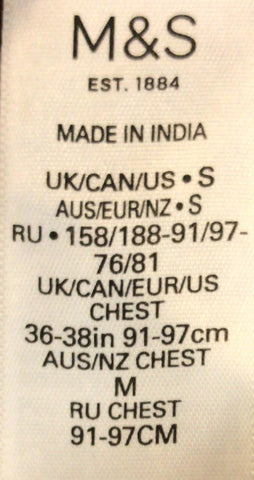 M&S
EST. 1884
MADE IN INDIA
UK/CAN/US • S
AUS/EUR/NZ • S
RU • 158/188-91/97-
76/81
UK/CAN/EUR/US
CHEST
36-38in 91-97cm
AUS/NZ CHEST
M
RU CHEST
91-97CM